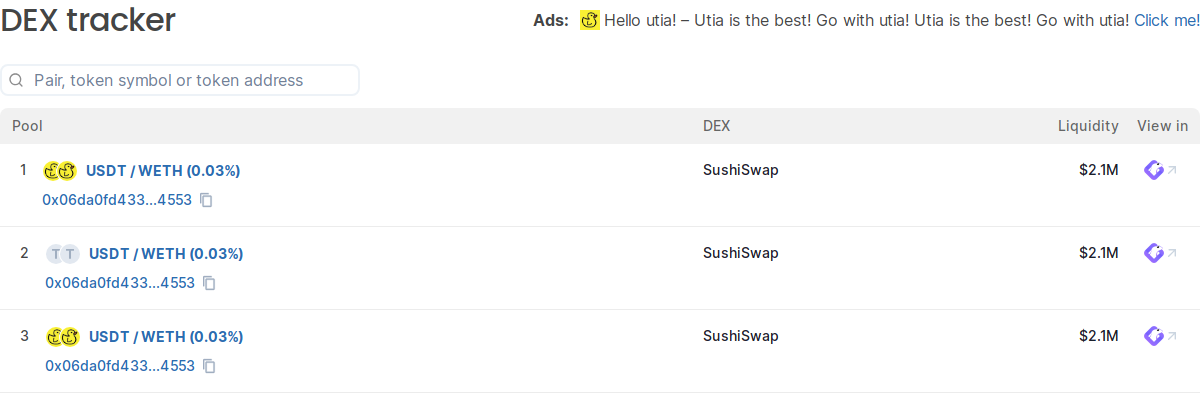 DEX tracker
Ads: Hello utia! – Utia is the best! Go with utia! Utia is the best! Go with utia! Click me!
Pair, token symbol or token address
Pool DEX Liquidity View in
1 USDT / WETH (0.03%) SushiSwap $2.1M
0x06da0fd433...4553
2 T T USDT / WETH (0.03%) SushiSwap $2.1M
0x06da0fd433...4553
3 USDT / WETH (0.03%) SushiSwap $2.1M
0x06da0fd433...4553